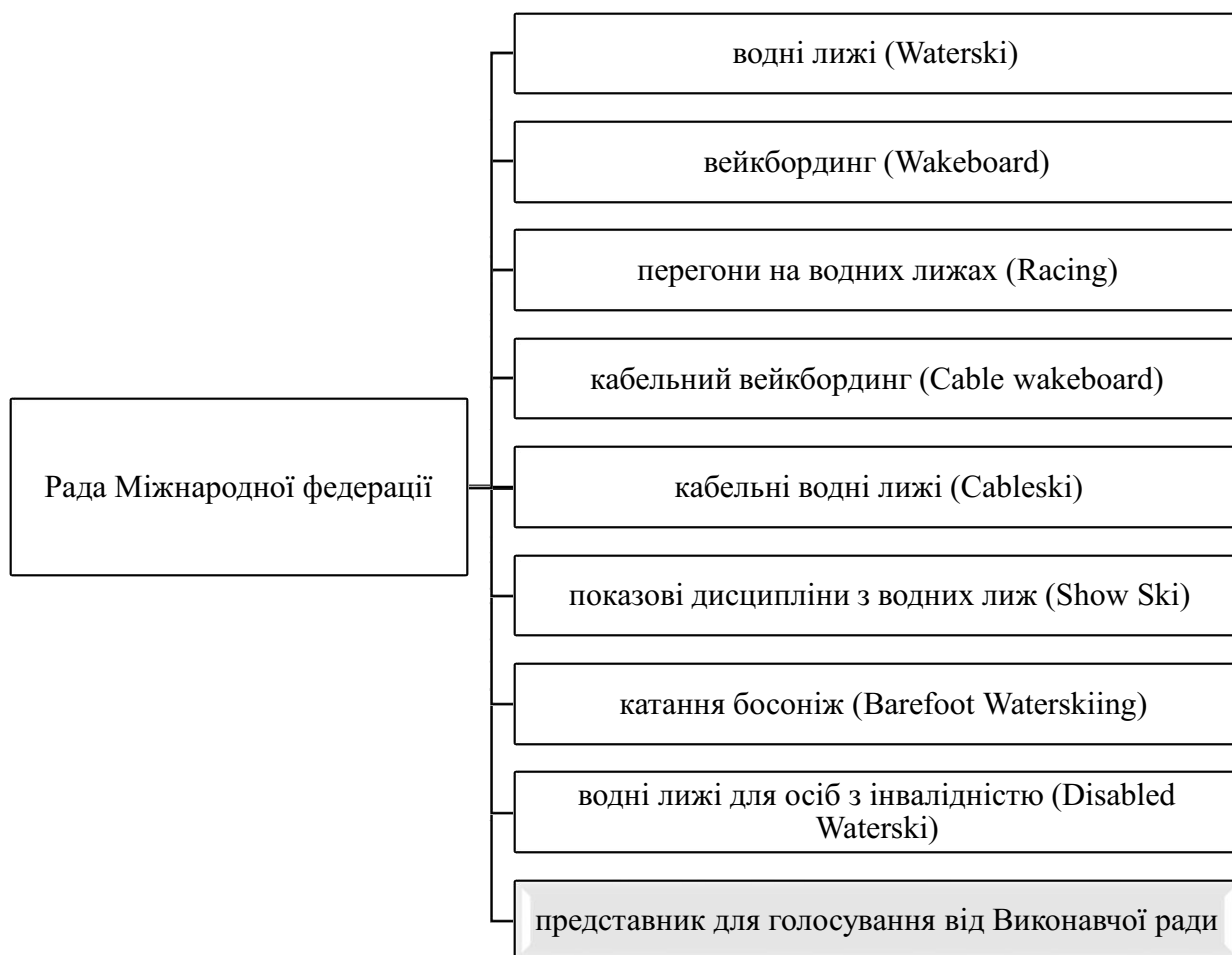 водні лижі (Waterski)
вейкбординг (Wakeboard)
перегони на водних лижах (Racing)
кабельний вейкбординг (Cable wakeboard)
Рада Міжнародної федерації
кабельні водні лижі (Cableski)
показові дисципліни з водних лиж (Show Ski)
катання босоніж (Barefoot Waterskiing)
водні лижі для осіб з інвалідністю (Disabled
Waterski)
представник для голосування від Виконавчої ради